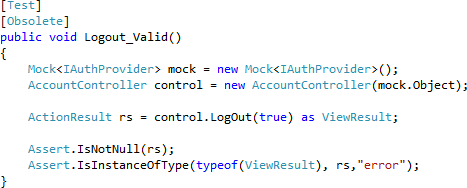 [Test]
[Obsolete]
public void Logout_Valid()
{
    Mock<IAuthProvider> mock = new Mock<IAuthProvider>();
    AccountController control = new AccountController(mock.Object);

    ActionResult rs = control.LogOut(true) as ViewResult;

    Assert.IsNotNull(rs);
    Assert.IsInstanceOfType(typeof(ViewResult), rs,"error");
}